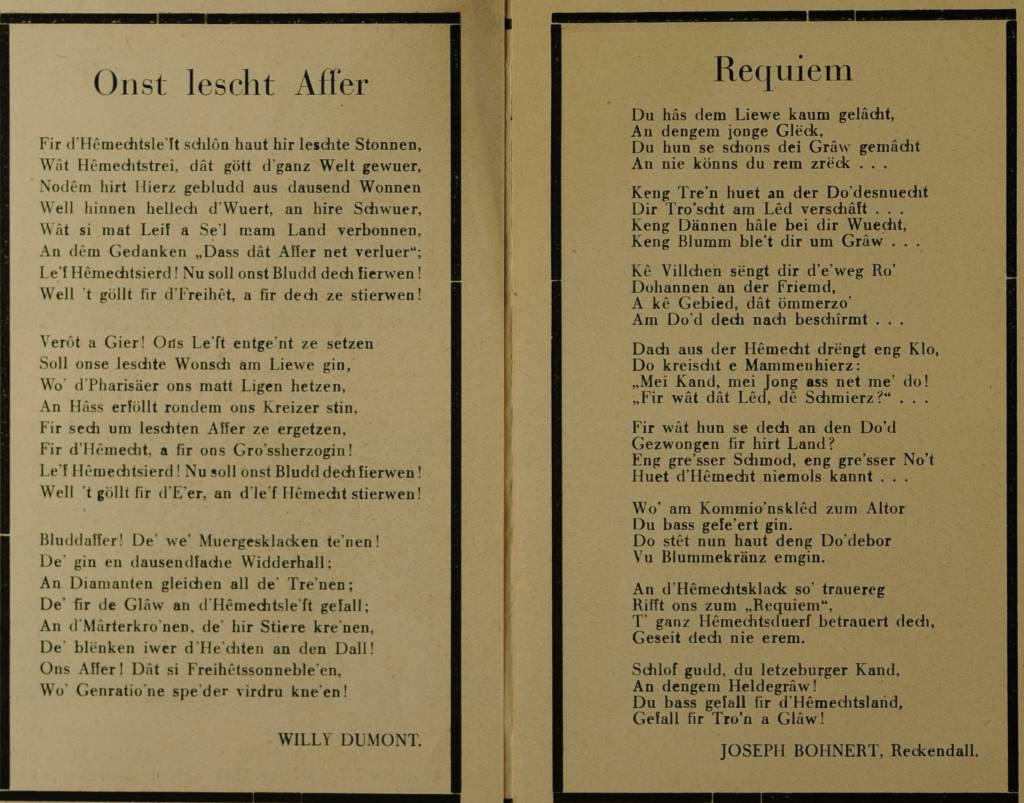 Onst lescht Affer
Fir d'Hêmechtsle'ft schlôn haut hir leschte Stonnen,
Wât Hêmechtstrei, dât gött d'ganz Welt gewuer,
Nodêm hirt Hierz gebludd aus dausend Wonnen
Well hinnen hellech d'Wuert, an hire Schwuer,
Wât si mat Leif a Se'l mam Land verbonnen,
An dêm Gedanken „Dass dât Affer net verluer“;
Le'f Hêmechtsierd! Nu soll onst Bludd dech fierwen!
Well 't göllt fir d'Freihêt, a fir dech ze stierwen!
Verôt a Gier! Ons Le'ft entge'nt ze setzen
Soll onse leschte Wonsch am Liewe gin,
Wo' d'Pharisäer ons matt Ligen hetzen,
An Hâss erföllt rondem ons Kreizer stin,
Fir sech um leschten Affer ze ergetzen,
Fir d'Hêmecht, a fir ons Gro'ssherzogin!
Le'f Hêmechtsierd! Nu soll onst Bludd dech fierwen!
Well 't göllt fir d'E'er, an d'le'f Hêmecht stierwen!
Bluddaffer! De' we' Muergesklacken te'nen!
De' gin en dausendfache Widderhall;
An Diamanten gleichen all de' Tre'nen;
De' fir de Glâw an d'Hêmechtsle'ft gefall;
An d'Mârterkro'nen, de' hir Stiere kre'nen,
De' blënken iwer d'He'chten an den Dall!
Ons Affer! Dât si Freihêtssonneble'en,
Wo' Genratio'ne spe'der virdru kne'en!
WILLY DUMONT.
Requiem
Du hâs dem Liewe kaum gelâcht,
An dengem jonge Glëck,
Du hun se schons dei Grâw gemâcht
An nie könns du rem zrëck . . .
Keng Tre'n huet an der Do'desnuecht
Dir Tro'scht am Lêd verschâft . . .
Keng Dännen hâle bei dir Wuecht,
Keng Blumm ble't dir um Grâw . . .
Kê Villchen sëngt dir d'e'weg Ro'
Dohannen an der Friemd,
A kê Gebied, dât ömmerzo'
Am Do'd dech nach beschîrmt . . .
Dach aus der Hêmecht drëngt eng Klo,
Do kreischt e Mammenhierz:
„Mei Kand, mei Jong ass net me' do!
„Fir wât dât Lêd, dê Schmierz?“ . . .
Fir wât hun se dech an den Do'd
Gezwongen fir hirt Land?
Eng gre'sser Schmod, eng gre'sser No't
Huet d'Hêmecht niemols kannt . . .
Wo' am Kommio'nsklêd zum Altor
Du bass gefe'ert gin.
Do stêt nun haut deng Do'debor
Vu Blummekränz emgin.
An d'Hêmechtsklack so' trauereg
Rifft ons zum „Requiem“,
T' ganz Hêmechtsduerf betrauert dech,
Geseit dech nie erem.
Schlof gudd, du letzeburger Kand,
An dengem Heldegrâw!
Du bass gefall fir d'Hêmechtsland,
Gefall fir Tro'n a Glâw!
JOSEPH BOHNERT, Reckendall.